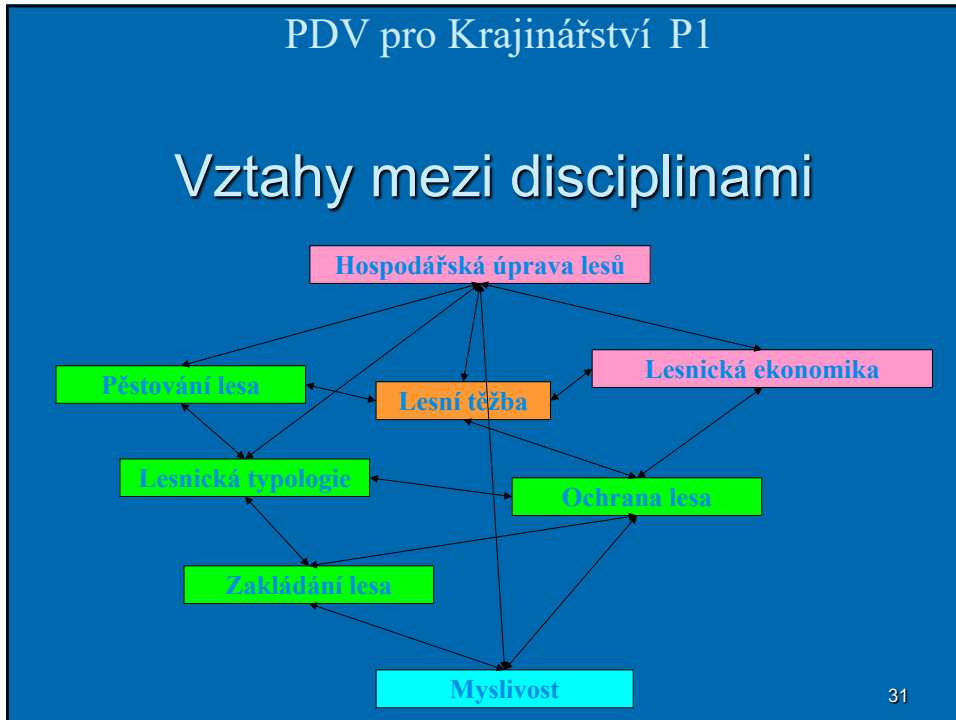 PDV pro Krajinářství P1
Vztahy mezi disciplinami
Hospodářská úprava lesů
Pěstování lesa
Lesní těžba
Lesnická ekonomika
Lesnická typologie
Ochrana lesa
Zakládání lesa
Myslivost
31